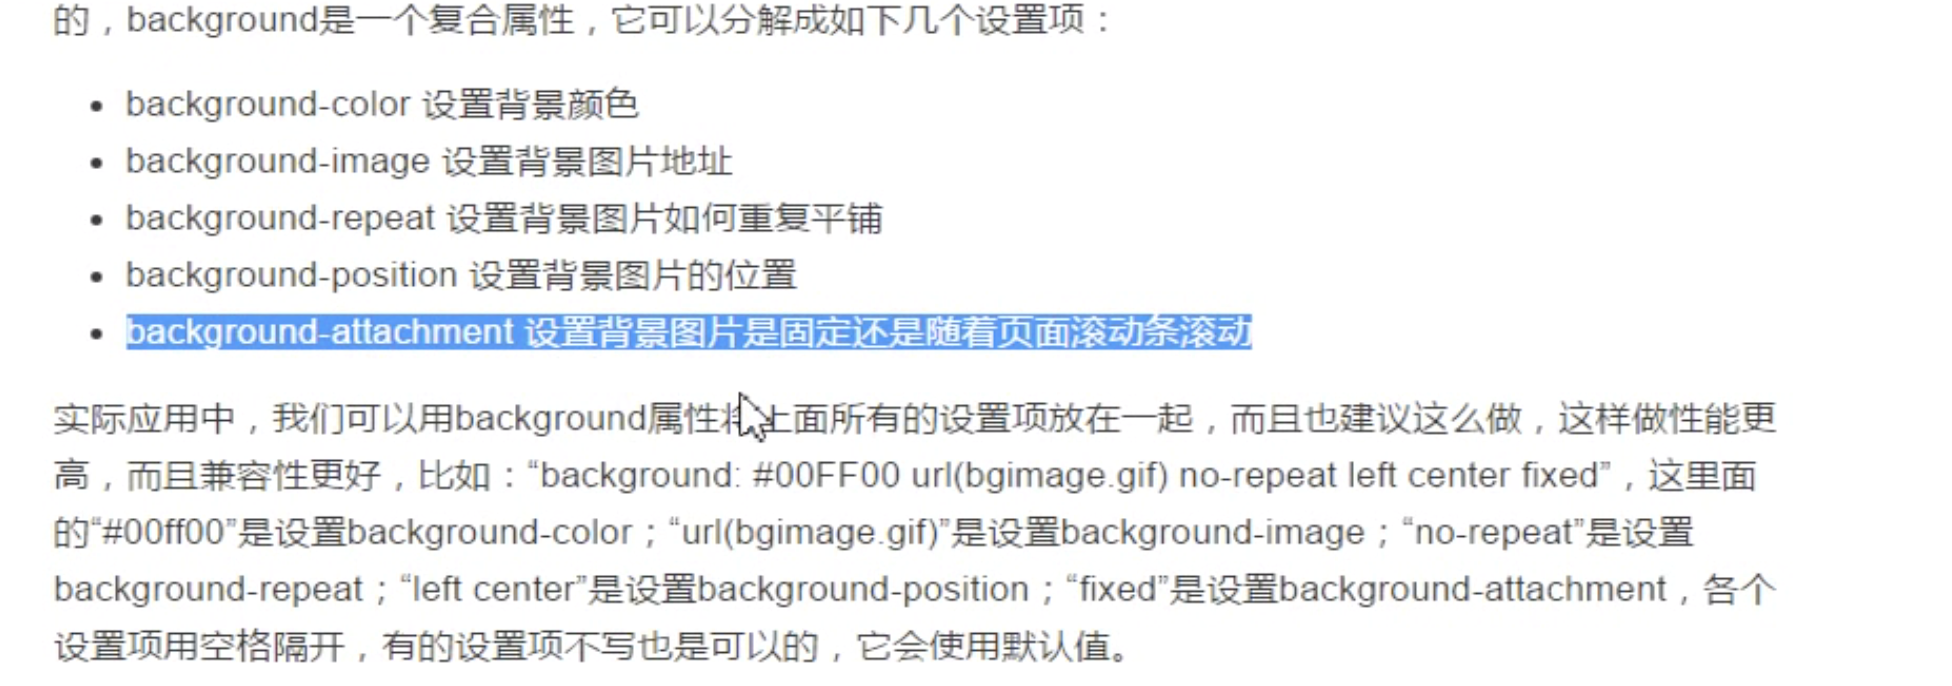 的，background是一个复合属性，它可以分解成如下几个设置项：
• background-color 设置背景颜色
• background-image 设置背景图片地址
• background-repeat 设置背景图片如何重复平铺
• background-position 设置背景图片的位置
• background-attachment 设置背景图片是固定还是随着页面滚动条滚动
实际应用中，我们可以用background属性将上面所有的设置项放在一起，而且也建议这么做，这样做性能更
高，而且兼容性更好，比如：“background: #00FF00 url(bgimage.gif) no-repeat left center fixed”，这里面
的“#00ff00”是设置background-color；“url(bgimage.gif)”是设置background-image；“no-repeat”是设置
background-repeat；“left center”是设置background-position；“fixed”是设置background-attachment，各个
设置项用空格隔开，有的设置项不写也是可以的，它会使用默认值。